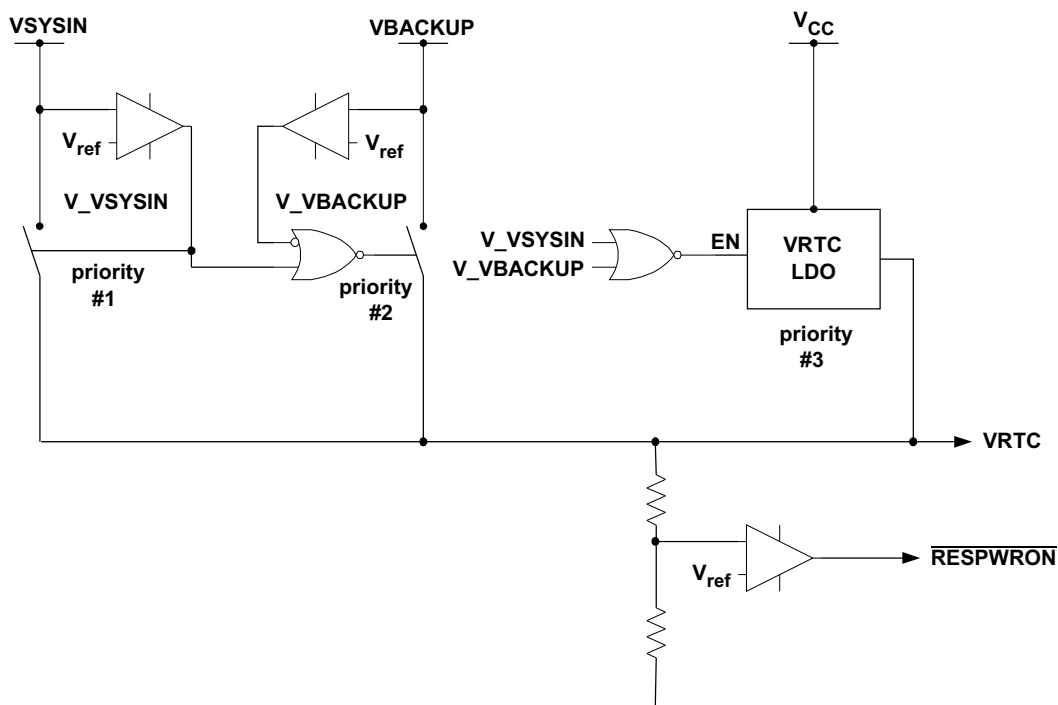 VSYSIN
VBACKUP
VCC
Vref
Vref
V_VSYSIN
V_VBACKUP
priority
#1
priority
#2
V_VSYSIN
V_VBACKUP
EN
VRTC
LDO
priority
#3
VRTC
Vref
RESPWRON